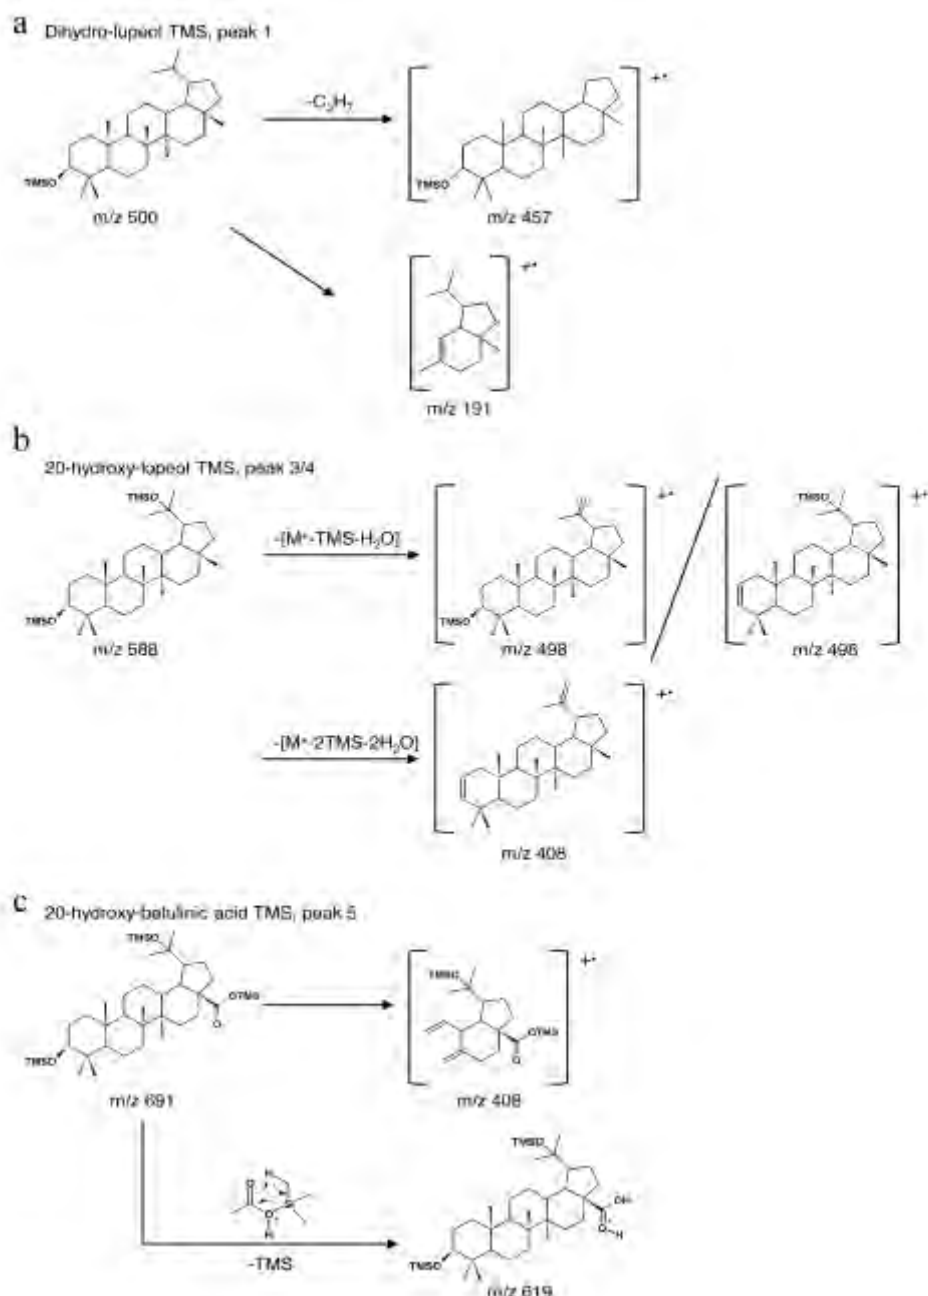 a Dihydro-lupeol TMS, peak 1
-C₃H₇
+•
TMSO
TMSO
m/z 500
m/z 457
+•
m/z 191
b
20-hydroxy-lupeol TMS, peak 3/4
TMSO
+•
TMSO
+•
-[M⁺-TMS-H₂O]
TMSO
TMSO
m/z 588
m/z 498
m/z 498
+•
-[M⁺-2TMS-2H₂O]
m/z 408
c 20-hydroxy-betulinic acid TMS, peak 5
TMSO
+•
TMSO
OTMS
O
OTMS
O
TMSO
m/z 691
m/z 408
TMSO
H
O
Si
O⁺
H
OH
O⁺
H
-TMS
TMSO
m/z 619